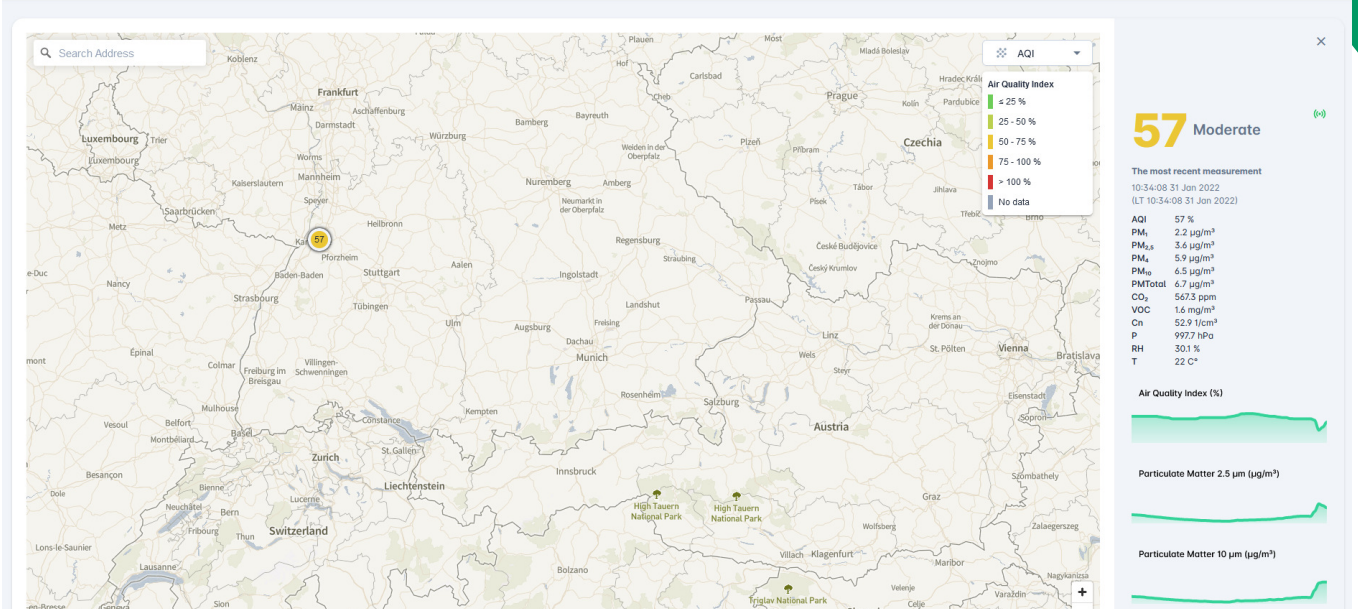 Search Address
AQI
Air Quality Index
≤ 25 %
25 - 50 %
50 - 75 %
75 - 100 %
> 100 %
No data
Plauen
Most
Mladá Boleslav
Koblenz
Hof
Carlsbad
Frankfurt
Cheb
Prague
Kolín
Pardubice
Mainz
Aschaffenburg
Darmstadt
Bamberg
Bayreuth
Luxembourg
Trier
Würzburg
Weiden in der
Oberpfalz
Plzeň
Příbram
Czechia
Luxembourg
Worms
Kaiserslautern
Mannheim
Nuremberg
Amberg
Tábor
Jihlava
Speyer
Neumarkt in
der Oberpfalz
Písek
Třebíč
Brno
Saarbrücken
Metz
Heilbronn
57
Regensburg
Straubing
České Budějovice
Pforzheim
Český Krumlov
Znojmo
Nancy
Baden-Baden
Stuttgart
Aalen
Ingolstadt
Strasbourg
Tübingen
Landshut
Passau
Ulm
Augsburg
Freising
Linz
Krems an
der Donau
Dachau
Munich
Wels
St. Pölten
Vienna
Bratislava
Épinal
Colmar
Freiburg im
Breisgau
Villingen-
Schwenningen
Steyr
Rosenheim
Salzburg
Eisenstadt
Mulhouse
Kempten
Sopron
Vesoul
Belfort
Montbéliard
Basel
Constance
Austria
Zurich
St. Gallen
Besançon
Innsbruck
Szombathely
Dole
Bienne
Liechtenstein
Neuchâtel
Bern
Lucerne
High Tauern
National Park
High Tauern
National Park
Graz
Fribourg
Thun
Switzerland
Wolfsberg
Zalaegerszeg
Lons-le-Saunier
Lausanne
Villach
Klagenfurt
Bolzano
Maribor
Nagykanizsa
Velenje
Geneva
Sion
Triglav National Park
Celje
Varaždin
+
57 Moderate
The most recent measurement
10:34:08 31 Jan 2022
(LT 10:34:08 31 Jan 2022)
AQI 57 %
PM₁ 2.2 µg/m³
PM₂,₅ 3.6 µg/m³
PM₄ 5.9 µg/m³
PM₁₀ 6.5 µg/m³
PMTotal 6.7 µg/m³
CO₂ 567.3 ppm
VOC 1.6 mg/m³
Cn 52.9 1/cm³
P 997.7 hPa
RH 30.1 %
T 22 C°
Air Quality Index (%)
Particulate Matter 2.5 µm (µg/m³)
Particulate Matter 10 µm (µg/m³)